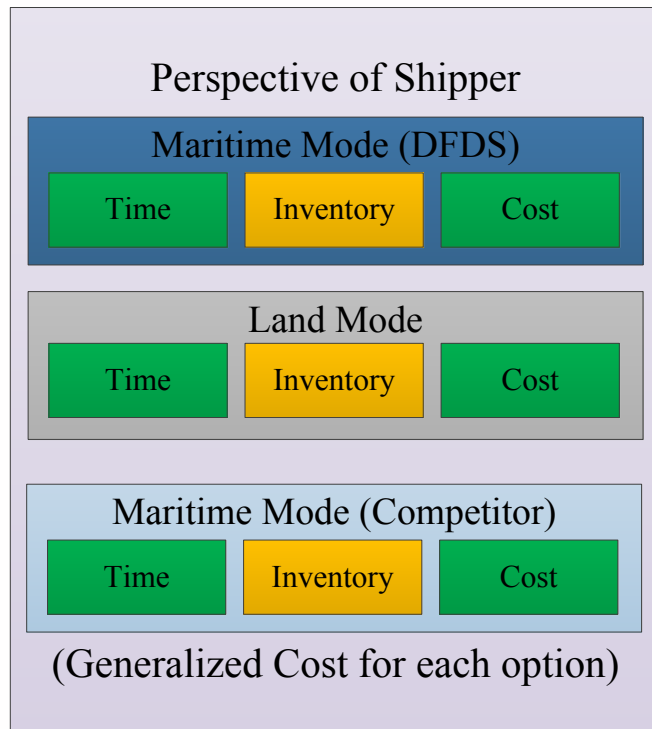 Perspective of Shipper
Maritime Mode (DFDS)
Time Inventory Cost
Land Mode
Time Inventory Cost
Maritime Mode (Competitor)
Time Inventory Cost
(Generalized Cost for each option)